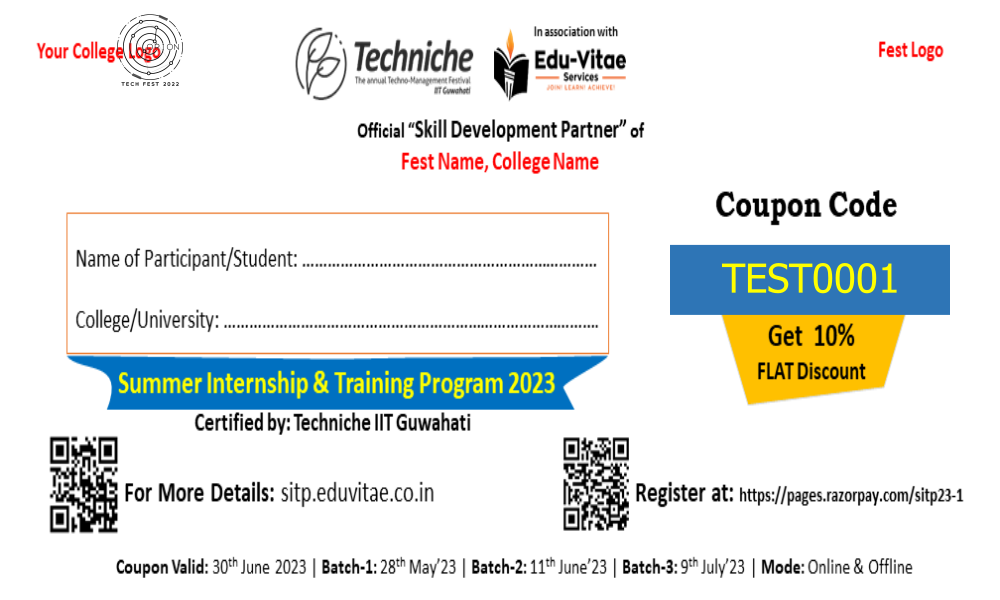 Your College Logo
TECH FEST 2022
Techniche
The annual Techno-Management Festival
IIT Guwahati
In association with
Edu-Vitae
Services
JOIN! LEARN! ACHIEVE!
Fest Logo
Official “Skill Development Partner” of
Fest Name, College Name
Coupon Code
TEST0001
Get 10%
FLAT Discount
Name of Participant/Student: ....................................................................
College/University: ......................................................................................
Summer Internship & Training Program 2023
Certified by: Techniche IIT Guwahati
For More Details: sitp.eduvitae.co.in
Register at: https://pages.razorpay.com/sitp23-1
Coupon Valid: 30th June 2023 | Batch-1: 28th May’23 | Batch-2: 11th June’23 | Batch-3: 9th July’23 | Mode: Online & Offline